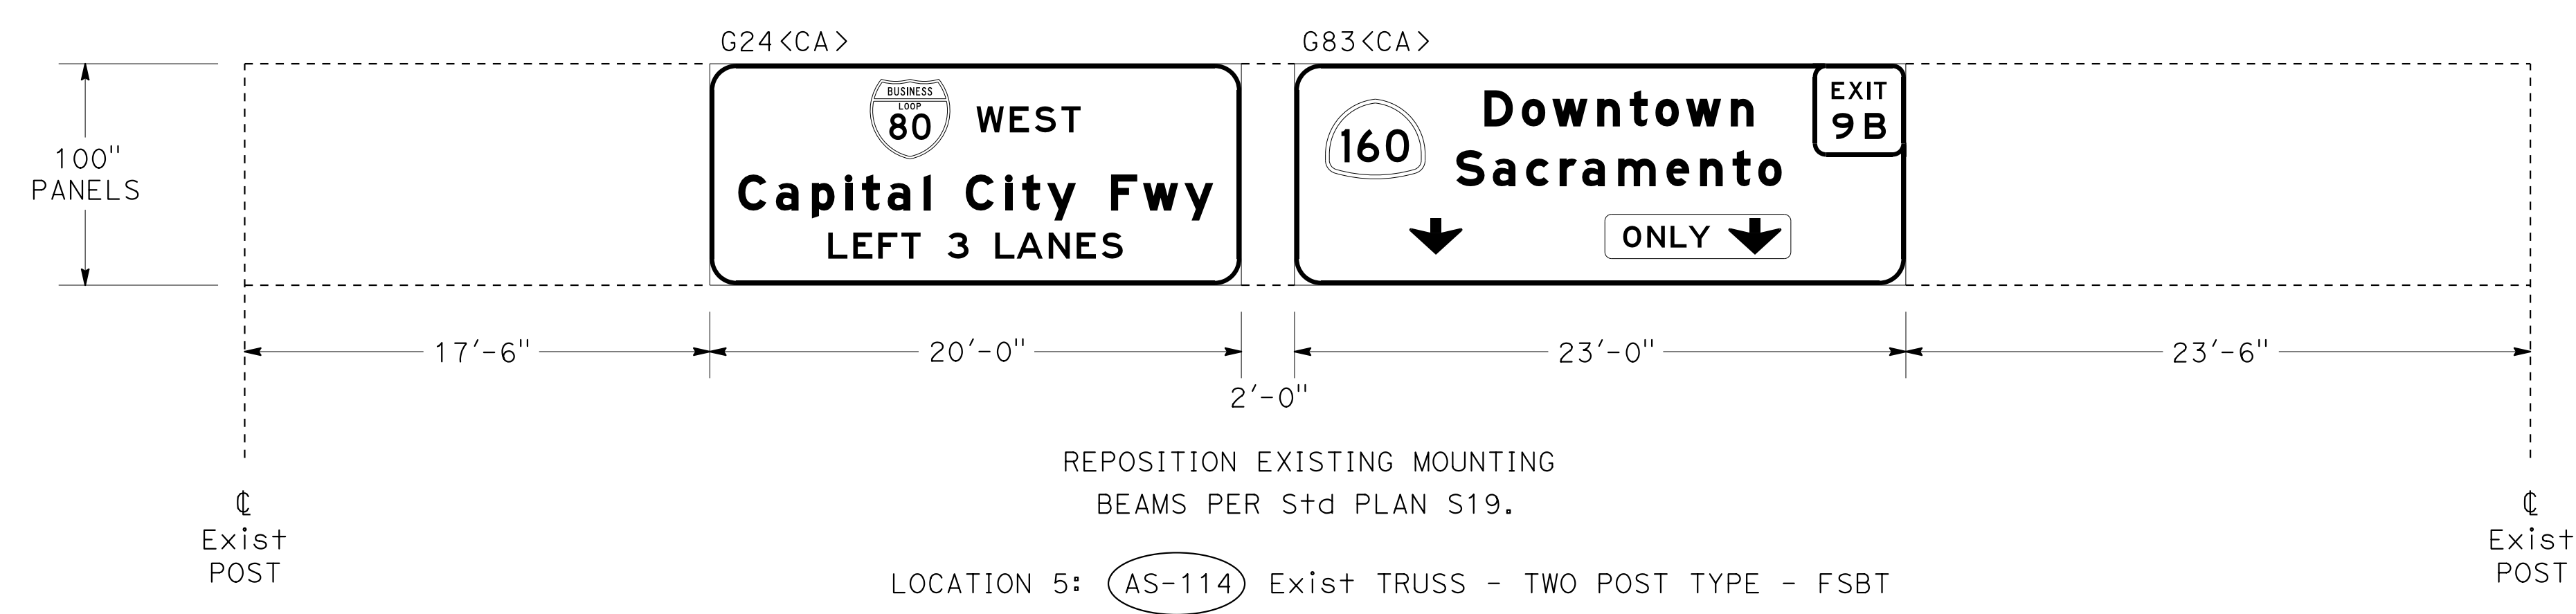 G24<CA>
G83<CA>
100"
PANELS
BUSINESS
LOOP
80
WEST
Capital City Fwy
LEFT 3 LANES
160
Downtown
Sacramento
EXIT
9B
ONLY
17'-6"
20'-0"
2'-0"
23'-0"
23'-6"
REPOSITION EXISTING MOUNTING
BEAMS PER Std PLAN S19.
℄
Exist
POST
℄
Exist
POST
LOCATION 5: AS-114 Exist TRUSS - TWO POST TYPE - FSBT